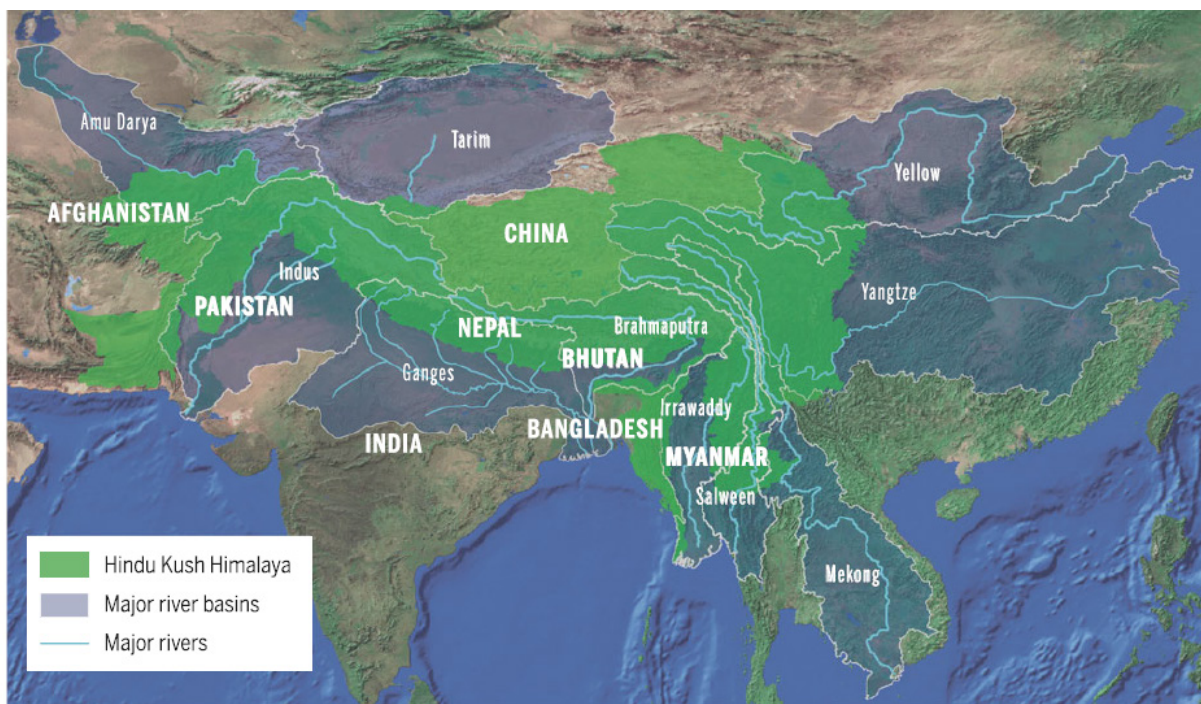 Amu Darya
Tarim
Yellow
AFGHANISTAN
CHINA
Indus
PAKISTAN
Yangtze
NEPAL
Brahmaputra
BHUTAN
Ganges
Irrawaddy
BANGLADESH
INDIA
MYANMAR
Salween
Mekong
Hindu Kush Himalaya
Major river basins
Major rivers